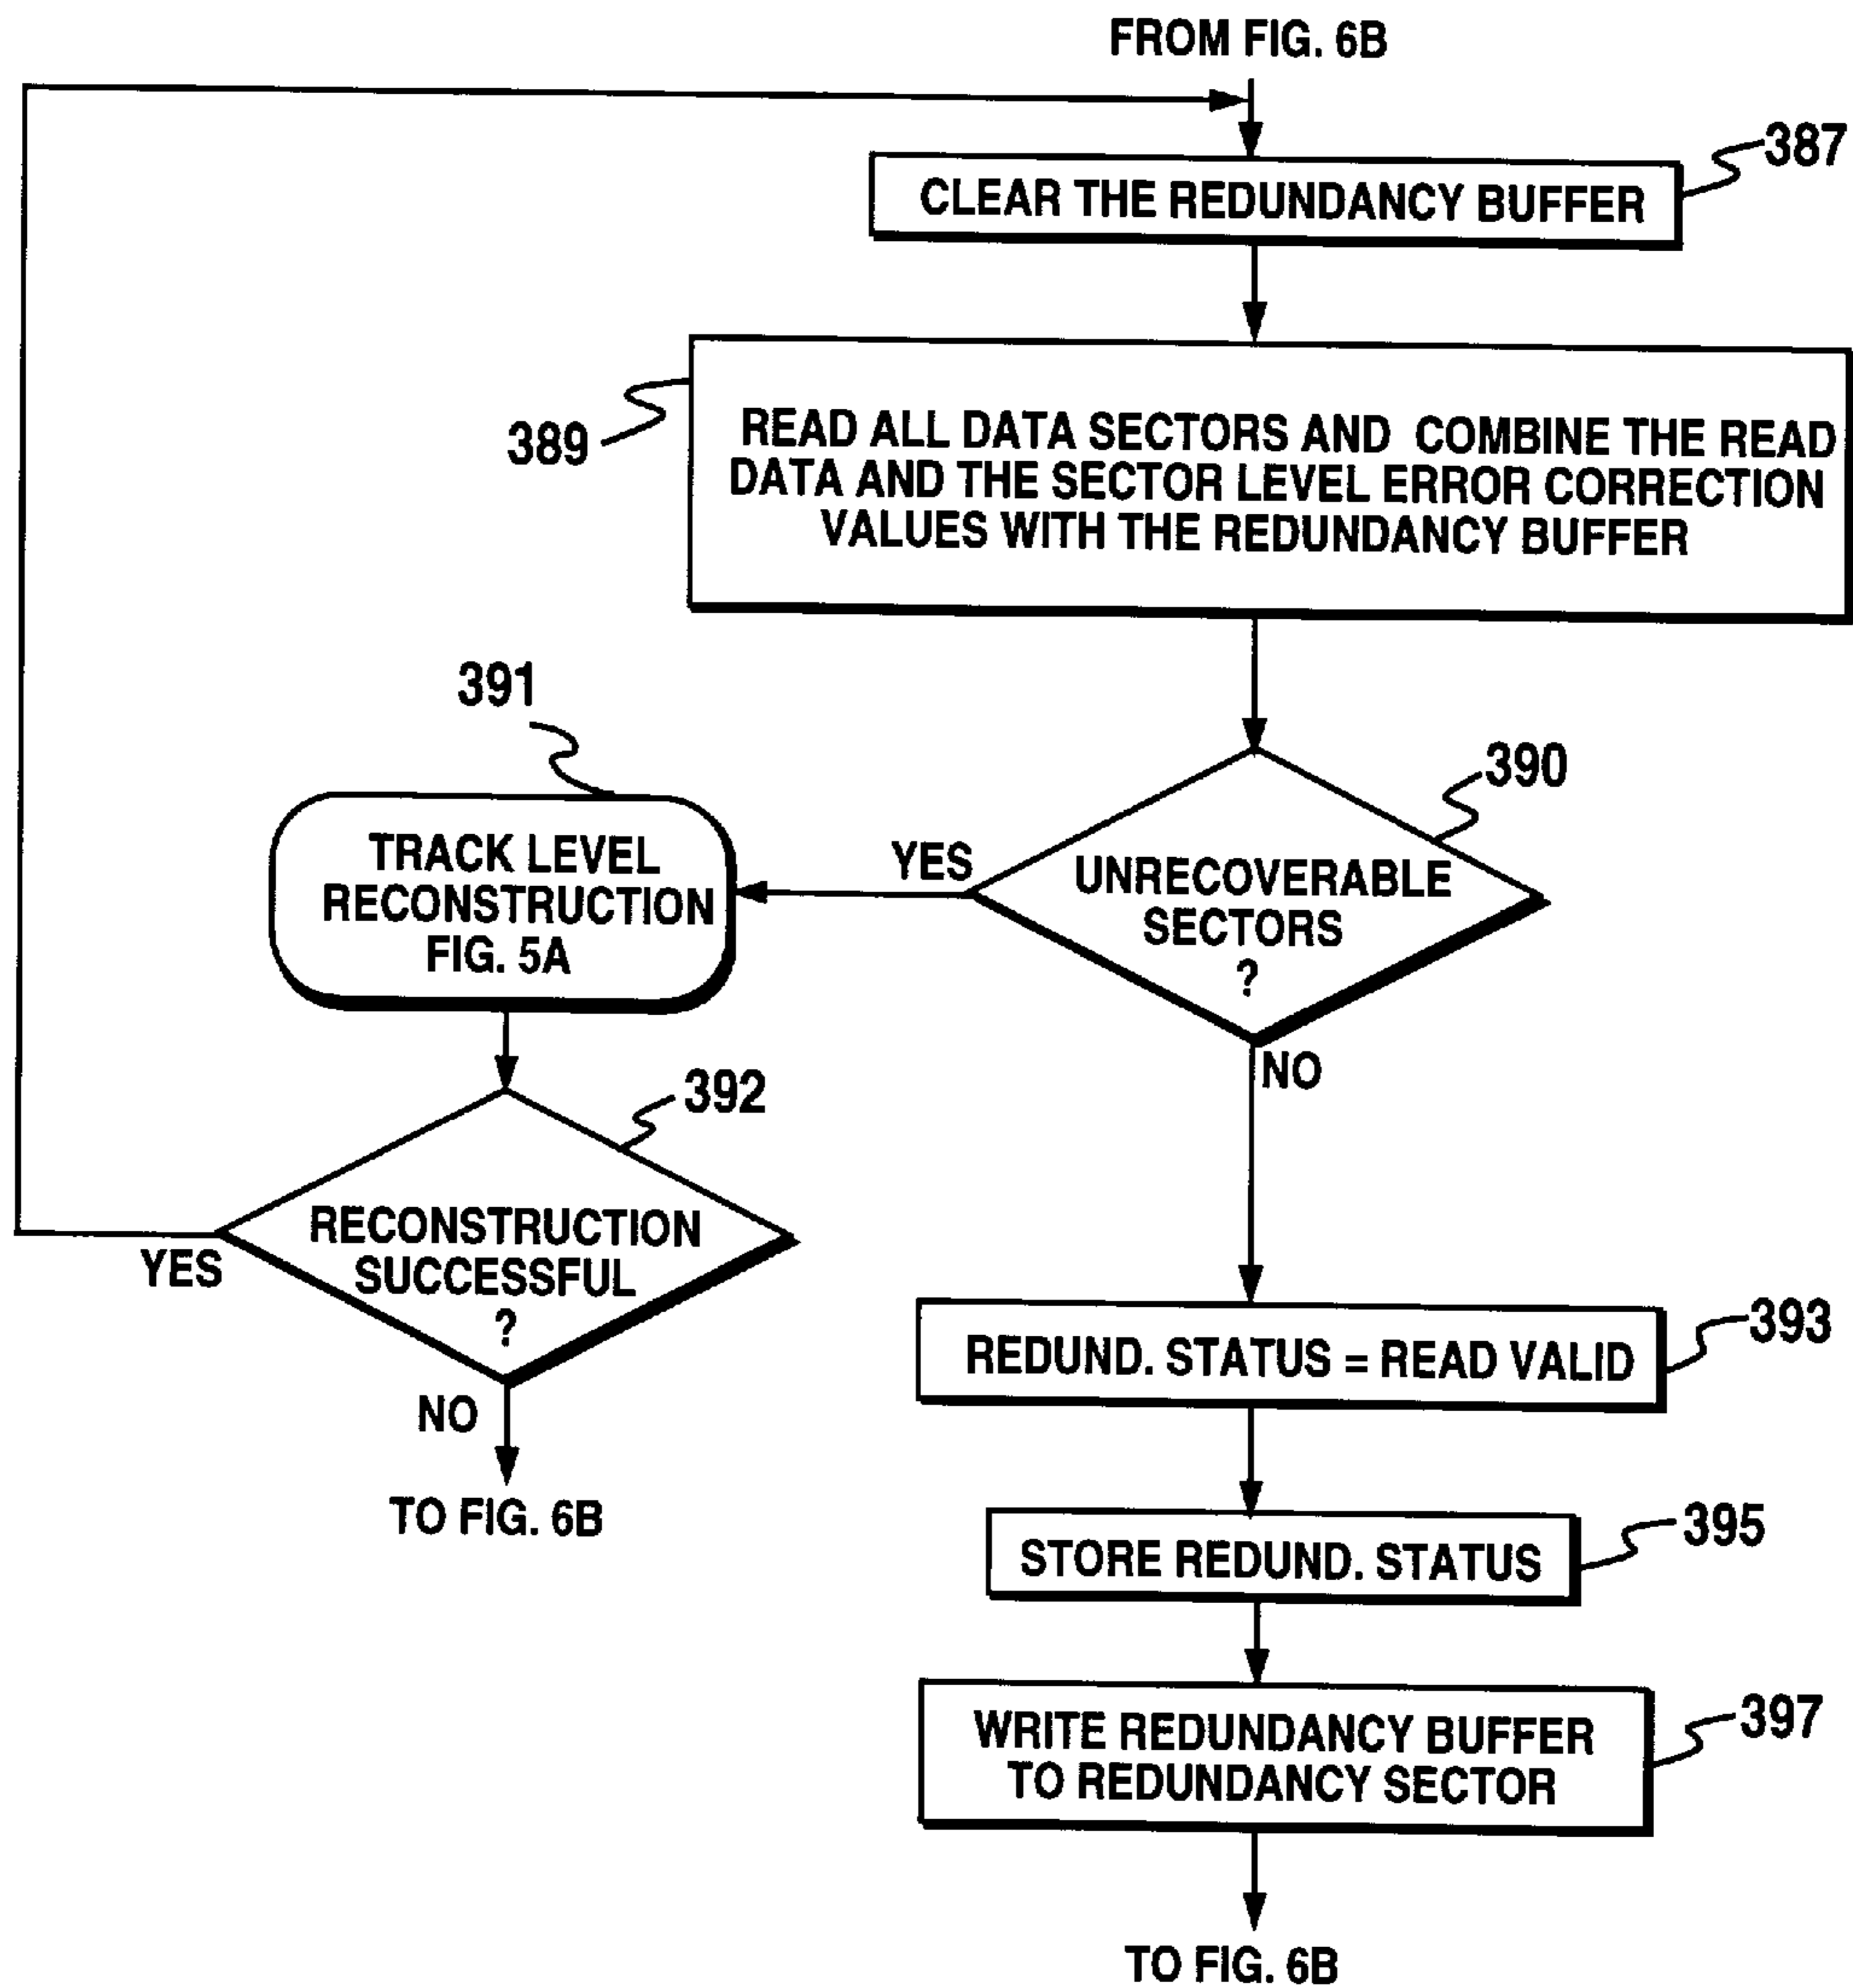 FROM FIG. 6B
387
CLEAR THE REDUNDANCY BUFFER
389
READ ALL DATA SECTORS AND COMBINE THE READ
DATA AND THE SECTOR LEVEL ERROR CORRECTION
VALUES WITH THE REDUNDANCY BUFFER
391
390
TRACK LEVEL
RECONSTRUCTION
FIG. 5A
YES
UNRECOVERABLE
SECTORS
?
NO
392
RECONSTRUCTION
SUCCESSFUL
?
YES
NO
TO FIG. 6B
393
REDUND. STATUS = READ VALID
395
STORE REDUND. STATUS
397
WRITE REDUNDANCY BUFFER
TO REDUNDANCY SECTOR
TO FIG. 6B